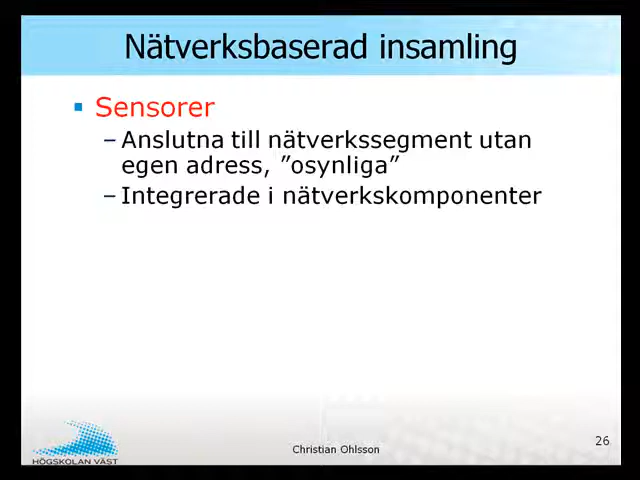 Nätverksbaserad insamling
Sensorer
– Anslutna till nätverkssegment utan
egen adress, ”osynliga”
– Integrerade i nätverkskomponenter
HÖGSKOLAN VÄST
Christian Ohlsson
26